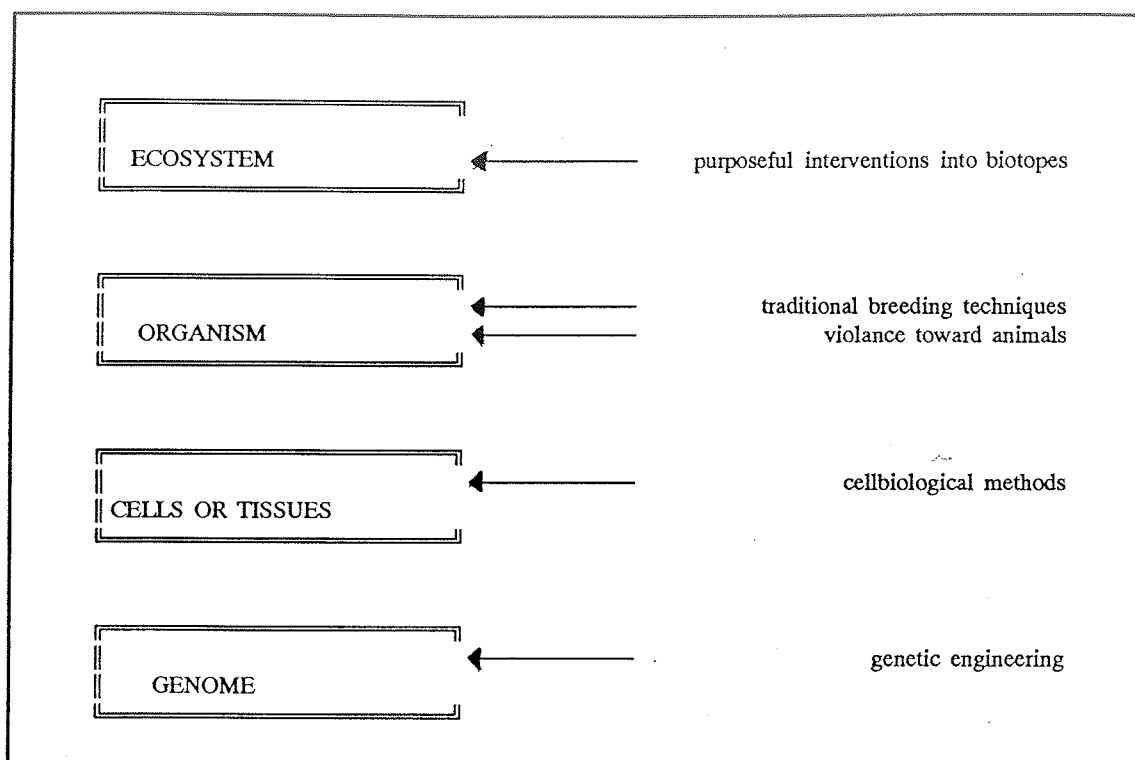 ECOSYSTEM
purposeful interventions into biotopes
traditional breeding techniques
ORGANISM
violance toward animals
cellbiological methods
CELLS OR TISSUES
genetic engineering
GENOME